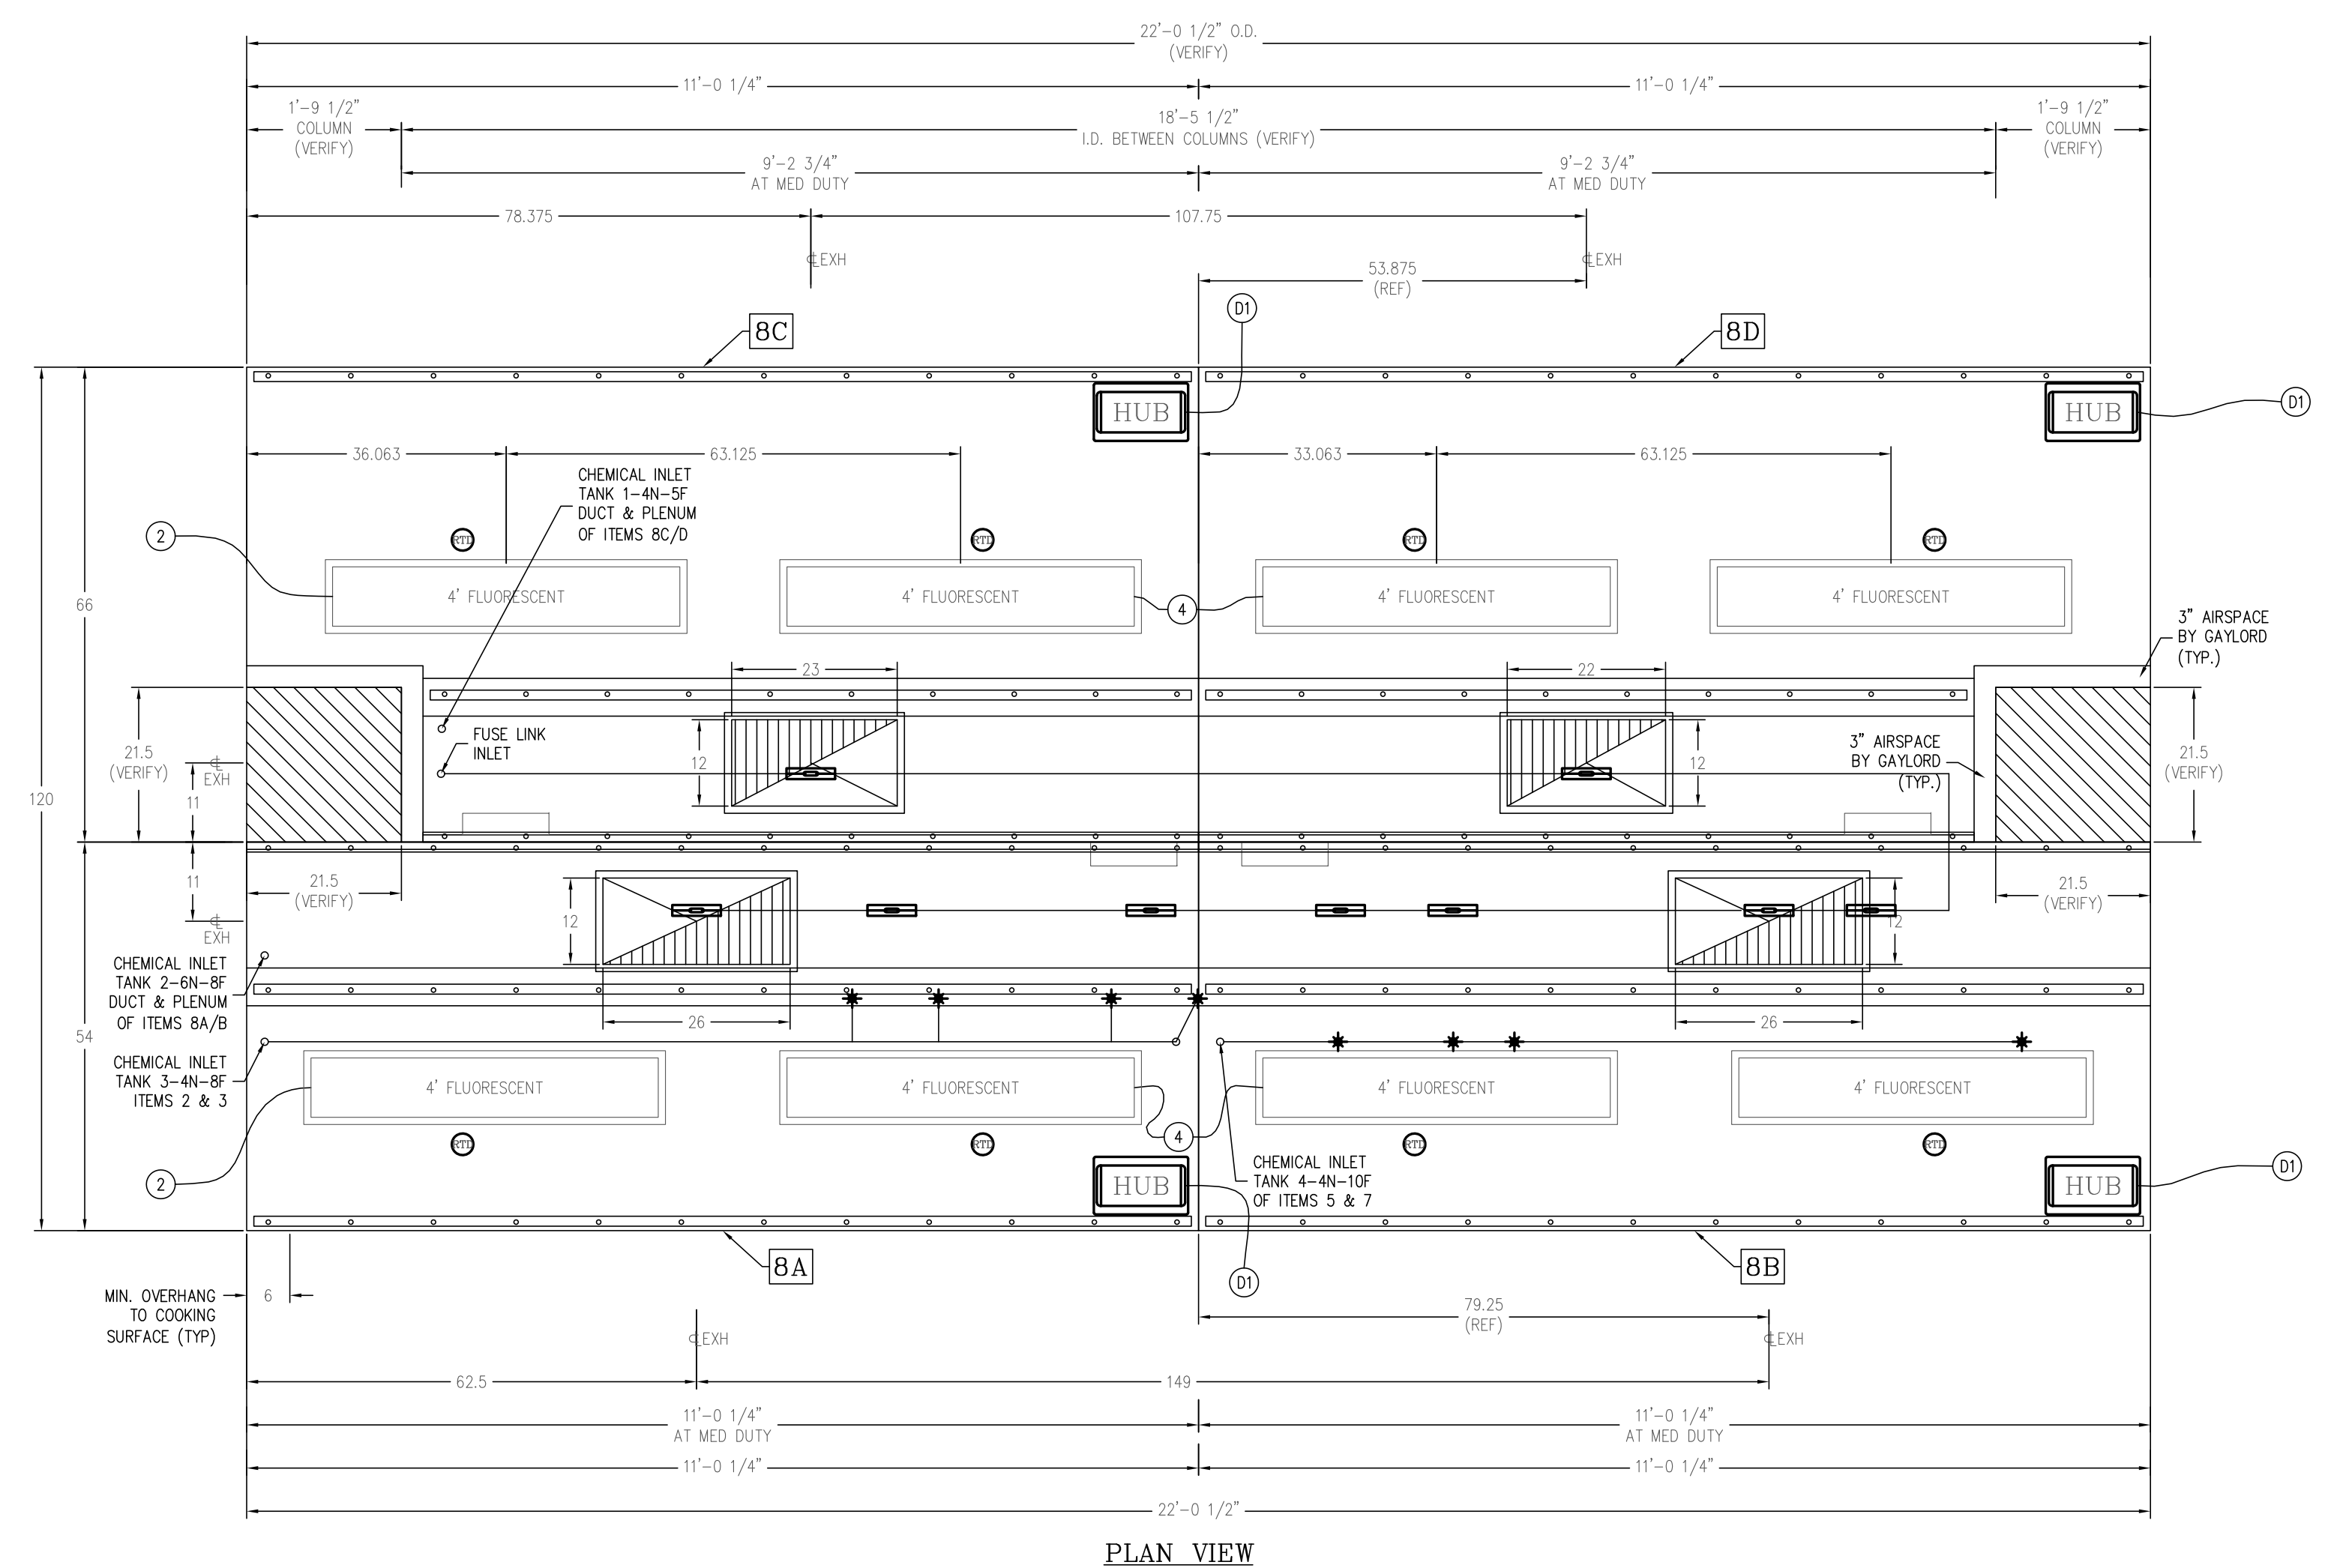 22'-0 1/2" O.D.
(VERIFY)
11'-0 1/4"
11'-0 1/4"
1'-9 1/2"
COLUMN
(VERIFY)
18'-5 1/2"
I.D. BETWEEN COLUMNS (VERIFY)
1'-9 1/2"
COLUMN
(VERIFY)
9'-2 3/4"
AT MED DUTY
9'-2 3/4"
AT MED DUTY
78.375
107.75
℄ EXH
℄ EXH
53.875
(REF)
D1
8C
8D
HUB
HUB
D1
36.063
63.125
33.063
63.125
CHEMICAL INLET
TANK 1-4N-5F
DUCT & PLENUM
OF ITEMS 8C/D
2
RTD
RTD
RTD
RTD
4' FLUORESCENT
4' FLUORESCENT
4
4' FLUORESCENT
4' FLUORESCENT
66
120
3" AIRSPACE
BY GAYLORD
(TYP.)
23
22
FUSE LINK
INLET
12
12
3" AIRSPACE
BY GAYLORD
(TYP.)
21.5
(VERIFY)
℄
EXH
11
21.5
(VERIFY)
11
℄
EXH
21.5
(VERIFY)
12
12
21.5
(VERIFY)
CHEMICAL INLET
TANK 2-6N-8F
DUCT & PLENUM
OF ITEMS 8A/B
54
26
26
CHEMICAL INLET
TANK 3-4N-8F
ITEMS 2 & 3
4' FLUORESCENT
4' FLUORESCENT
4' FLUORESCENT
4' FLUORESCENT
4
RTD
RTD
RTD
RTD
2
HUB
CHEMICAL INLET
TANK 4-4N-10F
OF ITEMS 5 & 7
HUB
D1
8A
D1
8B
MIN. OVERHANG
TO COOKING
SURFACE (TYP)
6
79.25
(REF)
℄ EXH
℄ EXH
62.5
149
11'-0 1/4"
AT MED DUTY
11'-0 1/4"
AT MED DUTY
11'-0 1/4"
11'-0 1/4"
22'-0 1/2"
PLAN VIEW